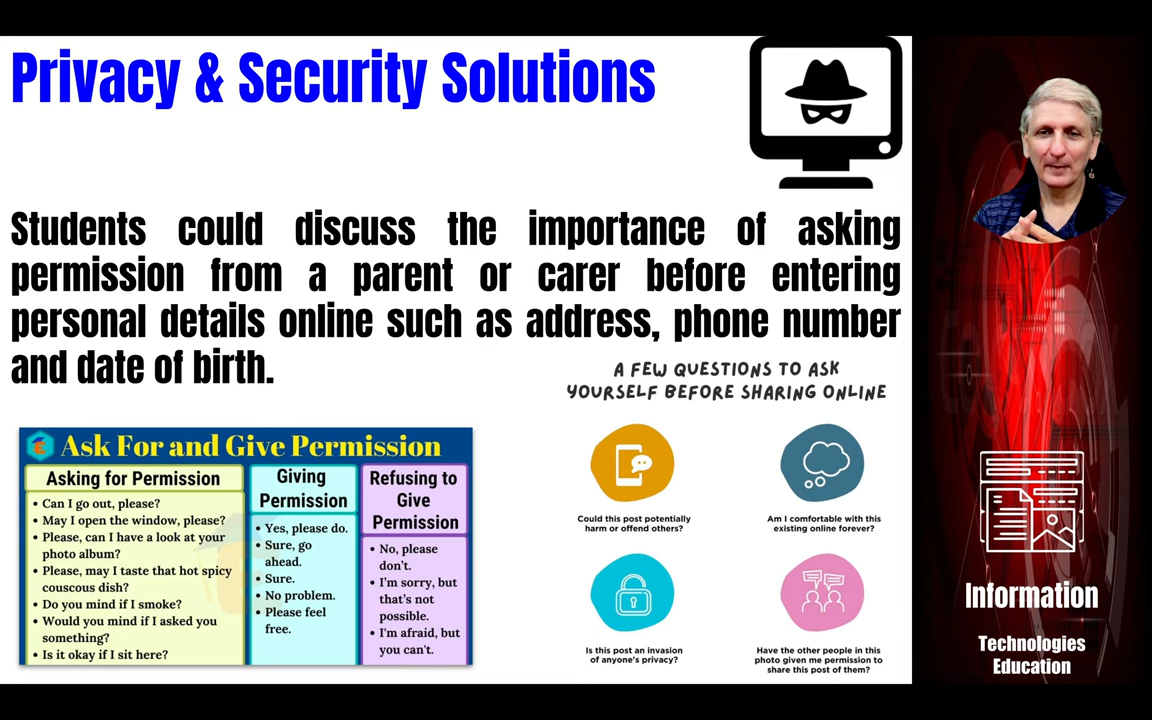 Privacy & Security Solutions
Students could discuss the importance of asking
permission from a parent or carer before entering
personal details online such as address, phone number
and date of birth.
A FEW QUESTIONS TO ASK
YOURSELF BEFORE SHARING ONLINE
Could this post potentially
harm or offend others?
Am I comfortable with this
existing online forever?
Is this post an invasion
of anyone's privacy?
Have the other people in this
photo given me permission to
share this post of them?
Ask For and Give Permission
Asking for Permission
• Can I go out, please?
• May I open the window, please?
• Please, can I have a look at your
photo album?
• Please, may I taste that hot spicy
couscous dish?
• Do you mind if I smoke?
• Would you mind if I asked you
something?
• Is it okay if I sit here?
Giving
Permission
• Yes, please do.
• Sure, go
ahead.
• Sure.
• No problem.
• Please feel
free.
Refusing to
Give
Permission
• No, please
don't.
• I'm sorry, but
that's not
possible.
• I'm afraid, but
you can't.
Information
Technologies
Education